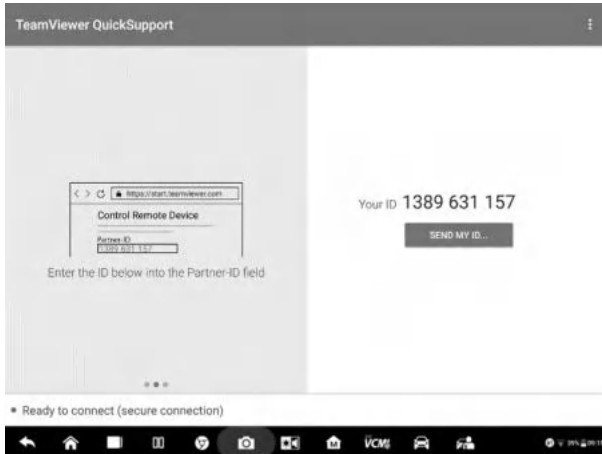 TeamViewer QuickSupport
https://start.teamviewer.com
Control Remote Device
Partner-ID
1389 631 157
Enter the ID below into the Partner-ID field
Your ID 1389 631 157
SEND MY ID...
Ready to connect (secure connection)
M VCMI